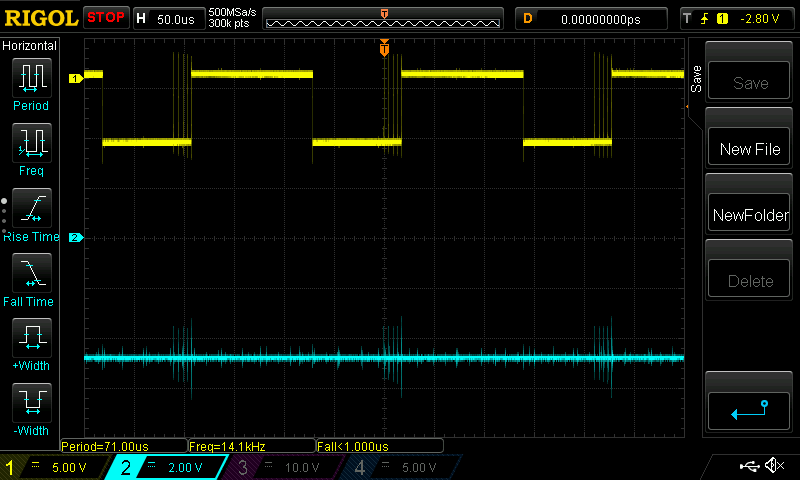 RIGOL STOP H 50.0us 500MSa/s 300k pts T D 0.00000000ps T 1 -2.80 V
Horizontal
Period
Freq
Rise Time
Fall Time
+Width
-Width
T
1
2
Save
Save
New File
NewFolder
Delete
Period=71.00us Freq=14.1kHz Fall<1.000us
1 5.00 V 2 2.00 V 3 10.0 V 4 5.00 V